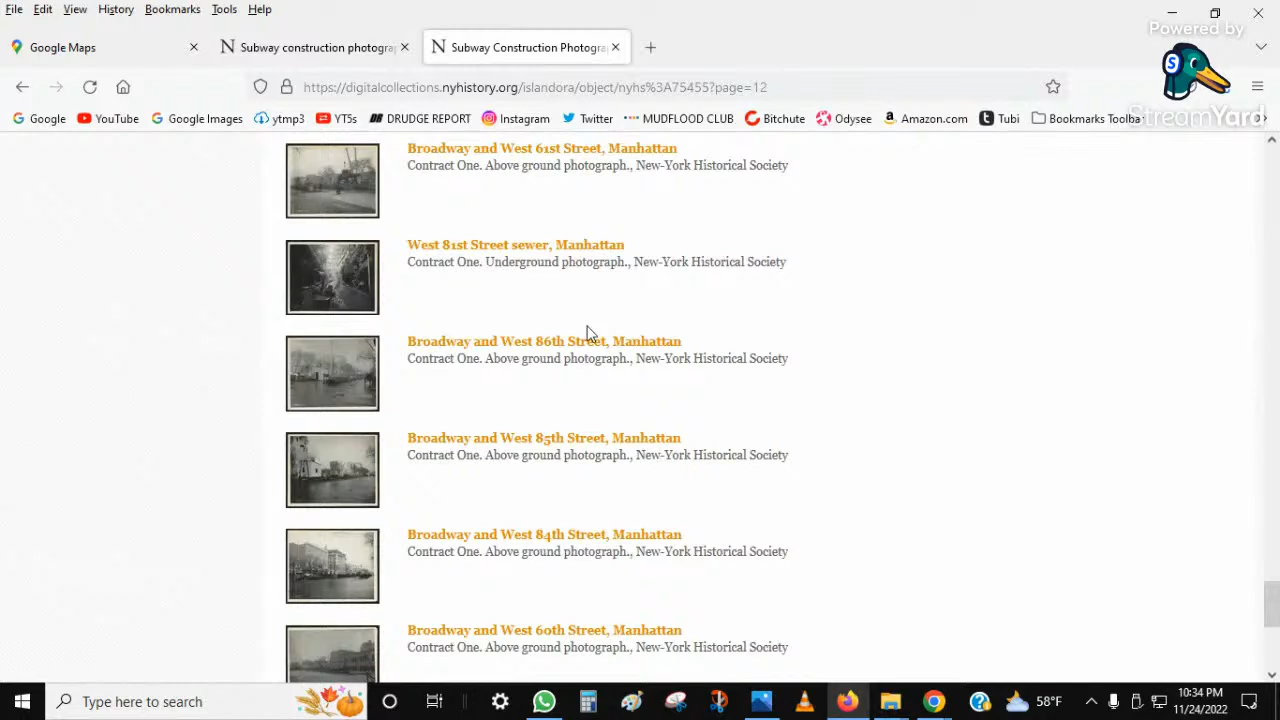 File Edit View History Bookmarks Tools Help
Powered by
Google Maps
Subway construction photogra
Subway Construction Photogra
https://digitalcollections.nyhistory.org/islandora/object/nyhs%3A75455?page=12
StreamYard
Google YouTube Google Images ytmp3 YT5s DRUDGE REPORT Instagram Twitter MUDFLOOD CLUB Bitchute Odysee Amazon.com Tubi Bookmarks Toolbar
Broadway and West 61st Street, Manhattan
Contract One. Above ground photograph., New-York Historical Society
West 81st Street sewer, Manhattan
Contract One. Underground photograph., New-York Historical Society
Broadway and West 86th Street, Manhattan
Contract One. Above ground photograph., New-York Historical Society
Broadway and West 85th Street, Manhattan
Contract One. Above ground photograph., New-York Historical Society
Broadway and West 84th Street, Manhattan
Contract One. Above ground photograph., New-York Historical Society
Broadway and West 60th Street, Manhattan
Contract One. Above ground photograph., New-York Historical Society
Type here to search
58°F
10:34 PM
11/24/2022